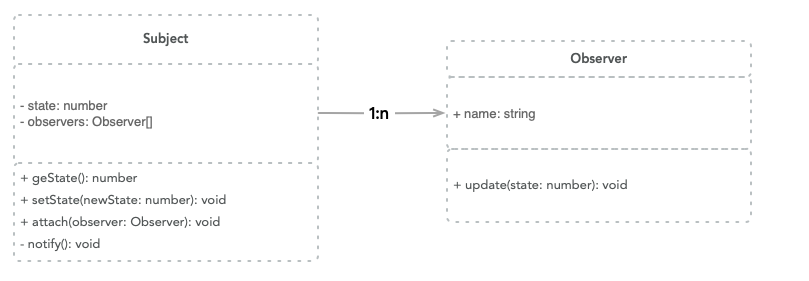 Subject
- state: number
- observers: Observer[]
+ geState(): number
+ setState(newState: number): void
+ attach(observer: Observer): void
- notify(): void
1:n
Observer
+ name: string
+ update(state: number): void